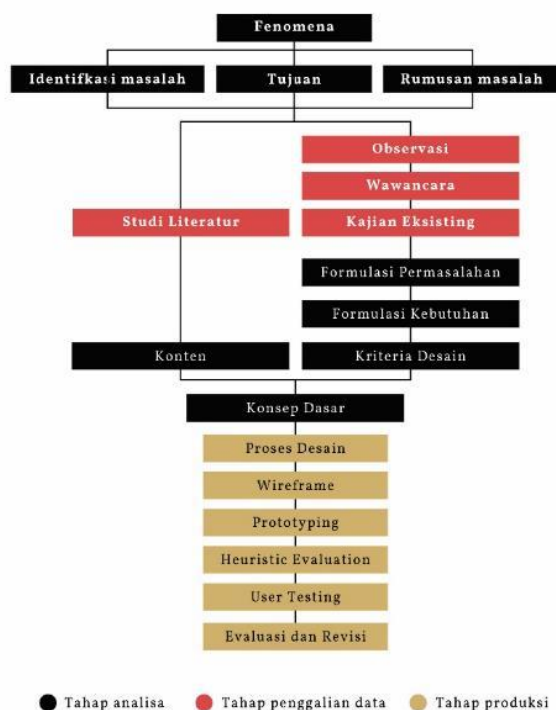 Fenomena
Identifkasi masalah
Tujuan
Rumusan masalah
Observasi
Wawancara
Studi Literatur
Kajian Eksisting
Formulasi Permasalahan
Formulasi Kebutuhan
Konten
Kriteria Desain
Konsep Dasar
Proses Desain
Wireframe
Prototyping
Heuristic Evaluation
User Testing
Evaluasi dan Revisi
Tahap analisa
Tahap penggalian data
Tahap produksi